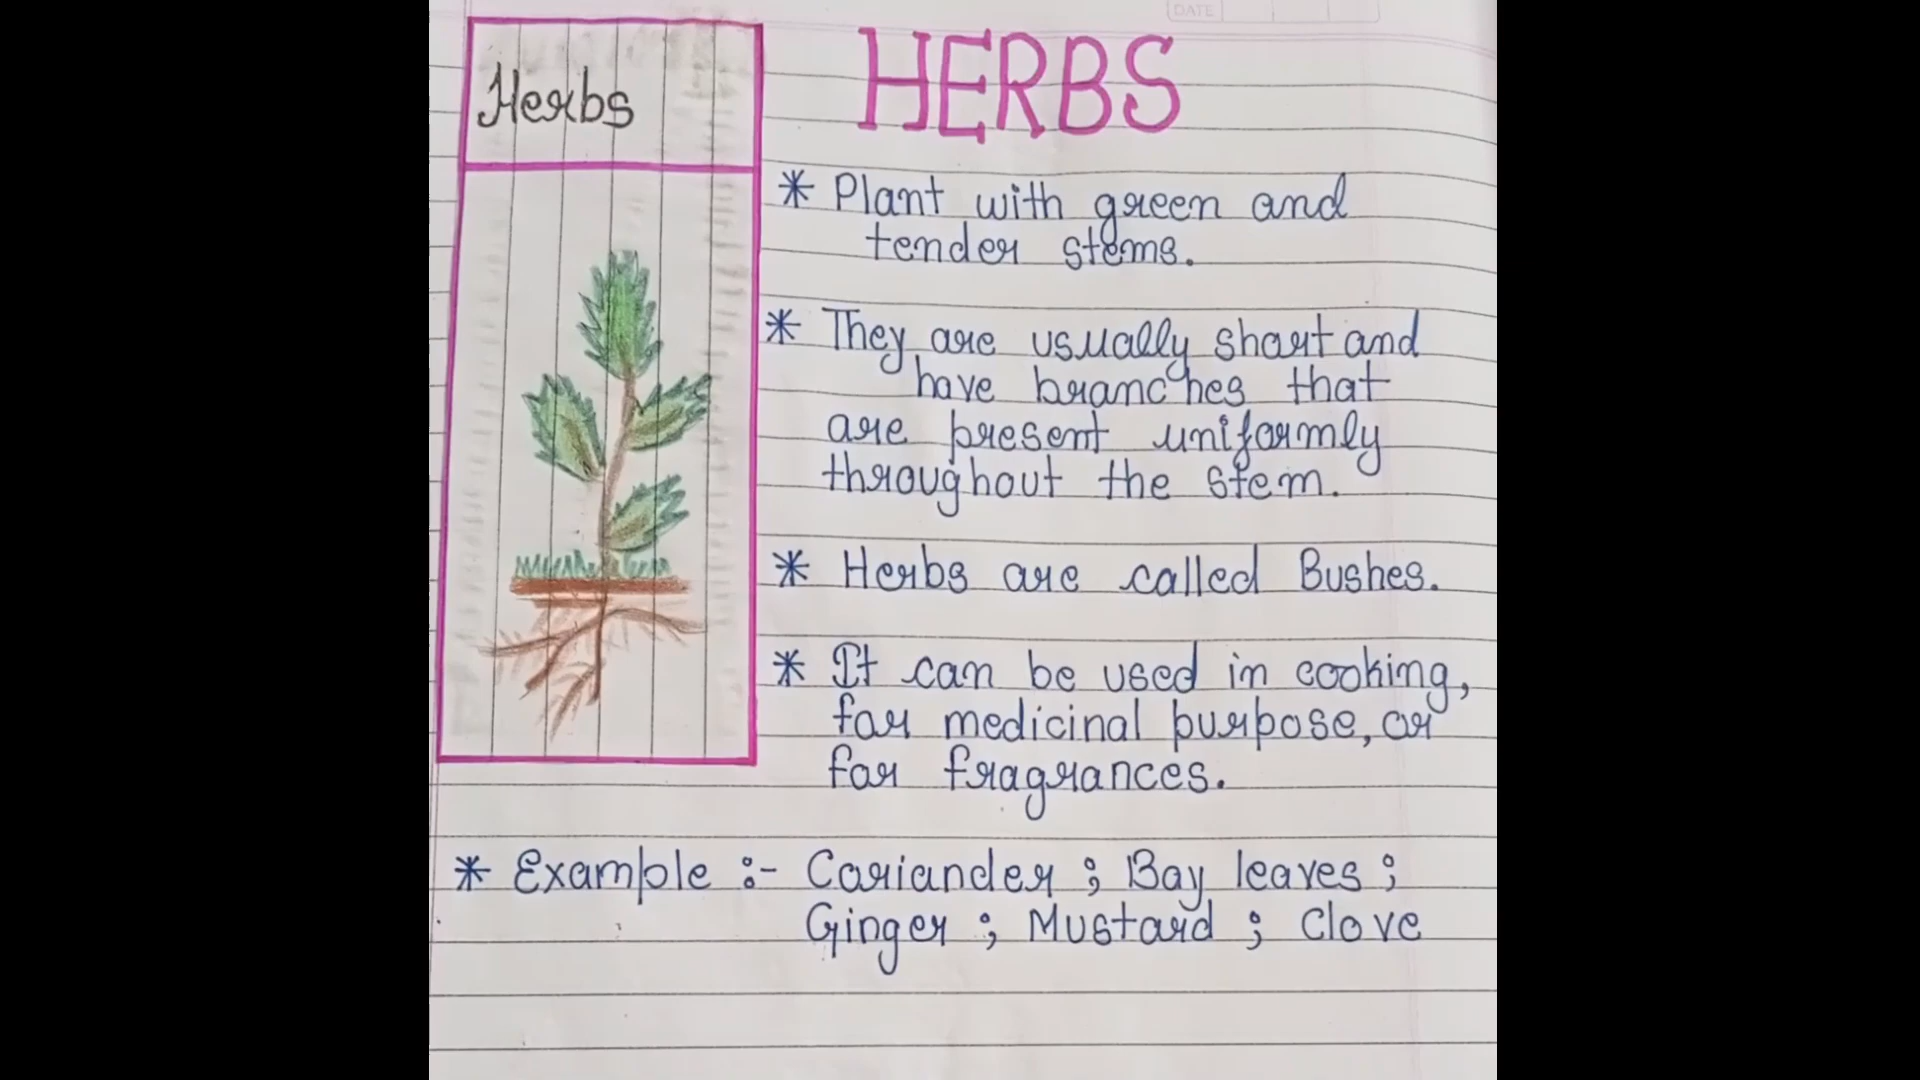 DATE
Herbs
HERBS
* Plant with green and
tender stems.
* They are usually short and
have branches that
are present uniformly
throughout the stem.
* Herbs are called Bushes.
* It can be used in cooking,
for medicinal purpose, or
for fragrances.
* Example :- Coriander ; Bay leaves ;
Ginger ; Mustard ; Clove